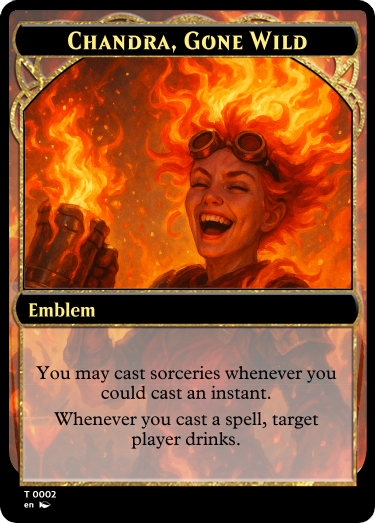 Chandra, Gone Wild
Emblem
You may cast sorceries whenever you
could cast an instant.
Whenever you cast a spell, target
player drinks.
T 0002
en